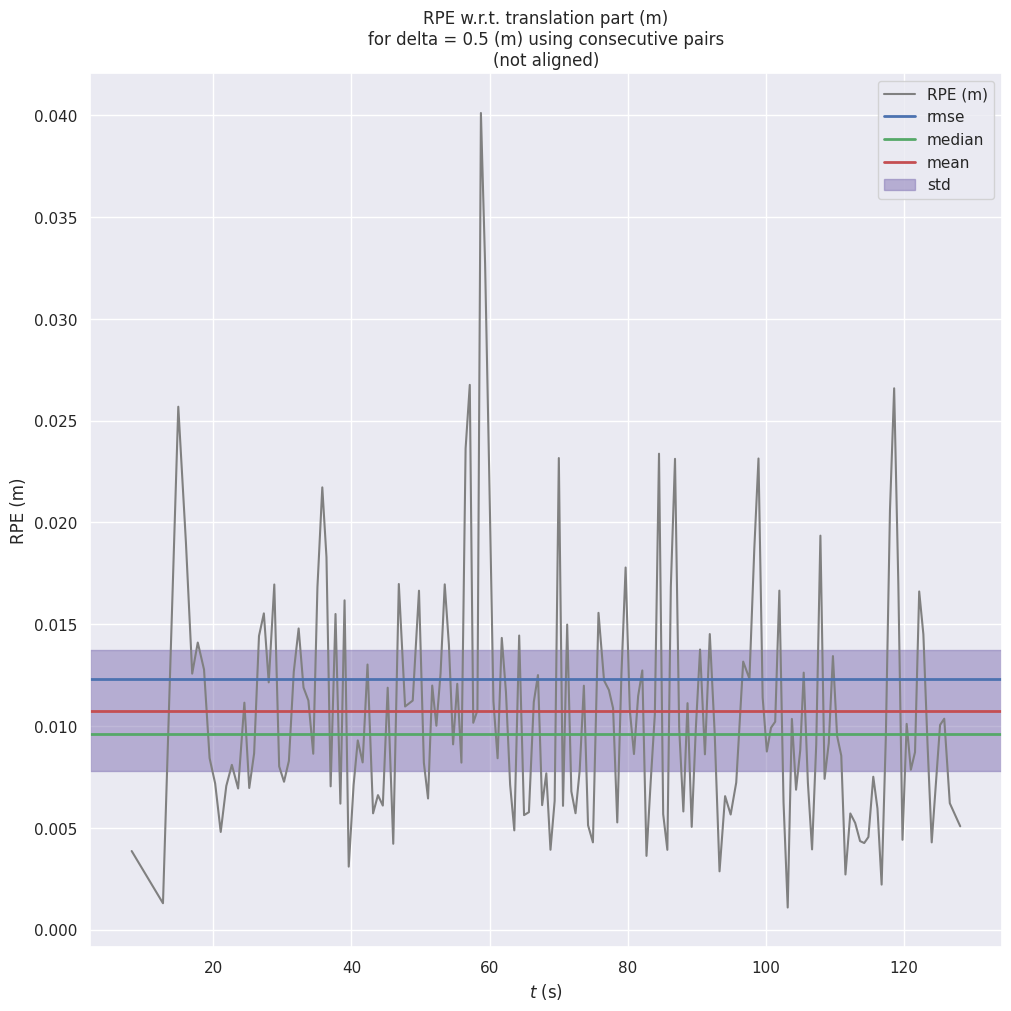 RPE w.r.t. translation part (m)
for delta = 0.5 (m) using consecutive pairs
(not aligned)
RPE (m)
rmse
median
mean
std
0.040
0.035
0.030
0.025
0.020
0.015
0.010
0.005
0.000
RPE (m)
20 40 60 80 100 120
t (s)